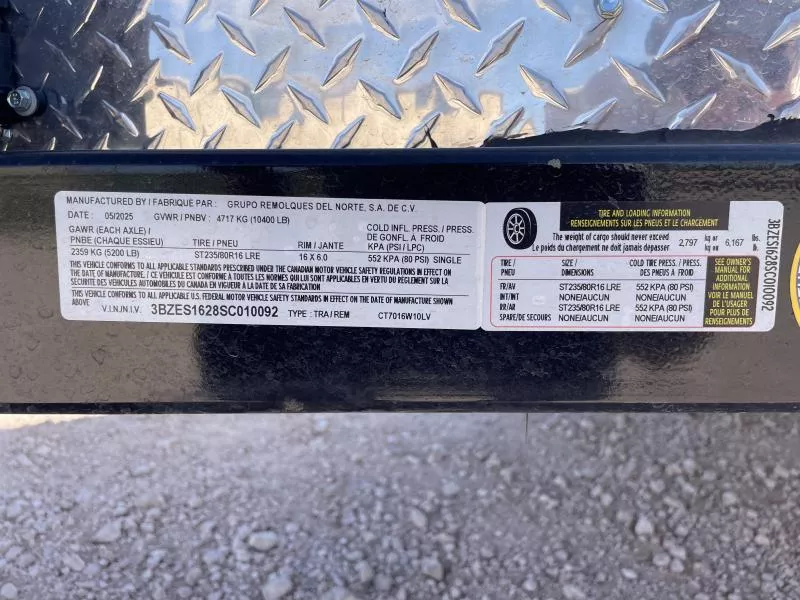 MANUFACTURED BY / FABRIQUÉ PAR : GRUPO REMOLQUES DEL NORTE, S.A. DE C.V.
DATE : 05/2025 GVWR / PNBV : 4717 KG (10400 LB)
GAWR (EACH AXLE) / COLD INFL. PRESS. / PRESS.
PNBE (CHAQUE ESSIEU) TIRE / PNEU RIM / JANTE DE GONFL. À FROID
KPA (PSI / LPC)
2359 KG (5200 LB) ST235/80R16 LRE 16 X 6.0 552 KPA (80 PSI) SINGLE
THIS VEHICLE CONFORMS TO ALL APPLICABLE STANDARDS PRESCRIBED UNDER THE CANADIAN MOTOR VEHICLE SAFETY REGULATIONS IN EFFECT ON
THE DATE OF MANUFACTURE. / CE VÉHICULE EST CONFORME À TOUTES LES NORMES QUI LUI SONT APPLICABLES EN VERTU DU RÈGLEMENT SUR LA
SÉCURITÉ DES VÉHICULES AUTOMOBILES DU CANADA EN VIGUEUR À LA DATE DE SA FABRICATION
THIS VEHICLE CONFORMS TO ALL APPLICABLE U.S. FEDERAL MOTOR VEHICLE SAFETY STANDARDS IN EFFECT ON THE DATE OF MANUFACTURE SHOWN
ABOVE
V.I.N./N.I.V. 3BZES1628SC010092 TYPE : TRA / REM CT7016W10LV
TIRE AND LOADING INFORMATION
RENSEIGNEMENTS SUR LES PNEUS ET LE CHARGEMENT
The weight of cargo should never exceed 2,797 kg or 6,167 lbs.
Le poids du chargement ne doit jamais depasser kg ou lb.
TIRE / SIZE / COLD TIRE PRESS. /
PNEU DIMENSIONS DES PNEUS À FROID
FR/AV ST235/80R16 LRE 552 KPA (80 PSI)
INT/INT NONE/AUCUN NONE/AUCUN
RR/AR ST235/80R16 LRE 552 KPA (80 PSI)
SPARE/DE SECOURS NONE/AUCUN NONE/AUCUN
SEE OWNER'S
MANUAL FOR
ADDITIONAL
INFORMATION
VOIR LE MANUEL
DE L'USAGER
POUR PLUS DE
RENSEIGNEMENTS
3BZES1628SC010092